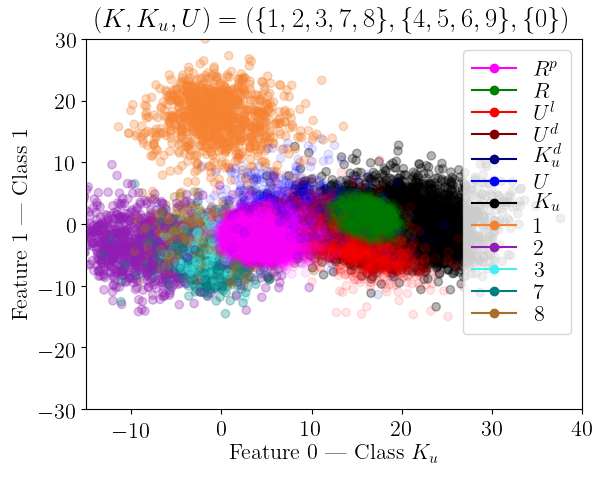 (K, K_u, U) = ({1, 2, 3, 7, 8}, {4, 5, 6, 9}, {0})
30
20
10
0
−10
−20
−30
Feature 1 — Class 1
−10
0
10
20
30
40
Feature 0 — Class K_u
R^p
R
U^l
U^d
K_u^d
U
K_u
1
2
3
7
8